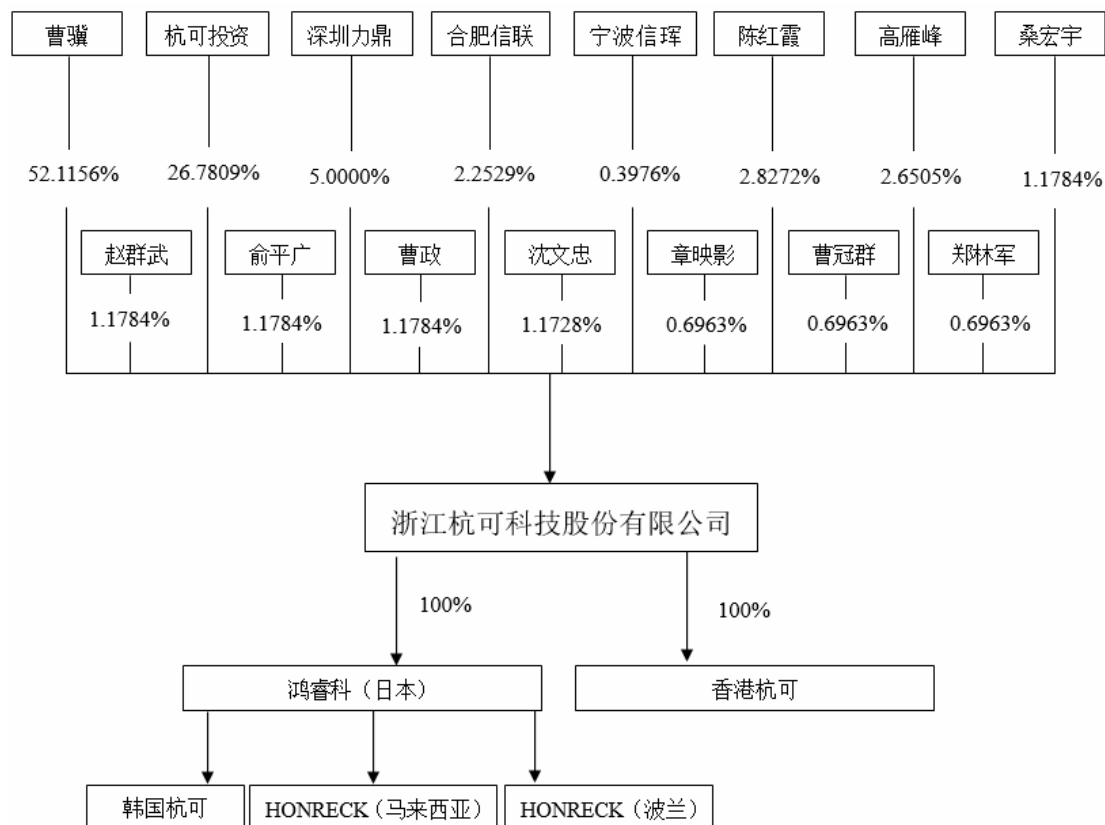 曹骥 杭可投资 深圳力鼎 合肥信联 宁波信珲 陈红霞 高雁峰 桑宏宇
52.1156% 26.7809% 5.0000% 2.2529% 0.3976% 2.8272% 2.6505% 1.1784%
赵群武 俞平广 曹政 沈文忠 章映影 曹冠群 郑林军
1.1784% 1.1784% 1.1784% 1.1728% 0.6963% 0.6963% 0.6963%
浙江杭可科技股份有限公司
100% 100%
鸿睿科（日本） 香港杭可
韩国杭可 HONRECK（马来西亚） HONRECK（波兰）